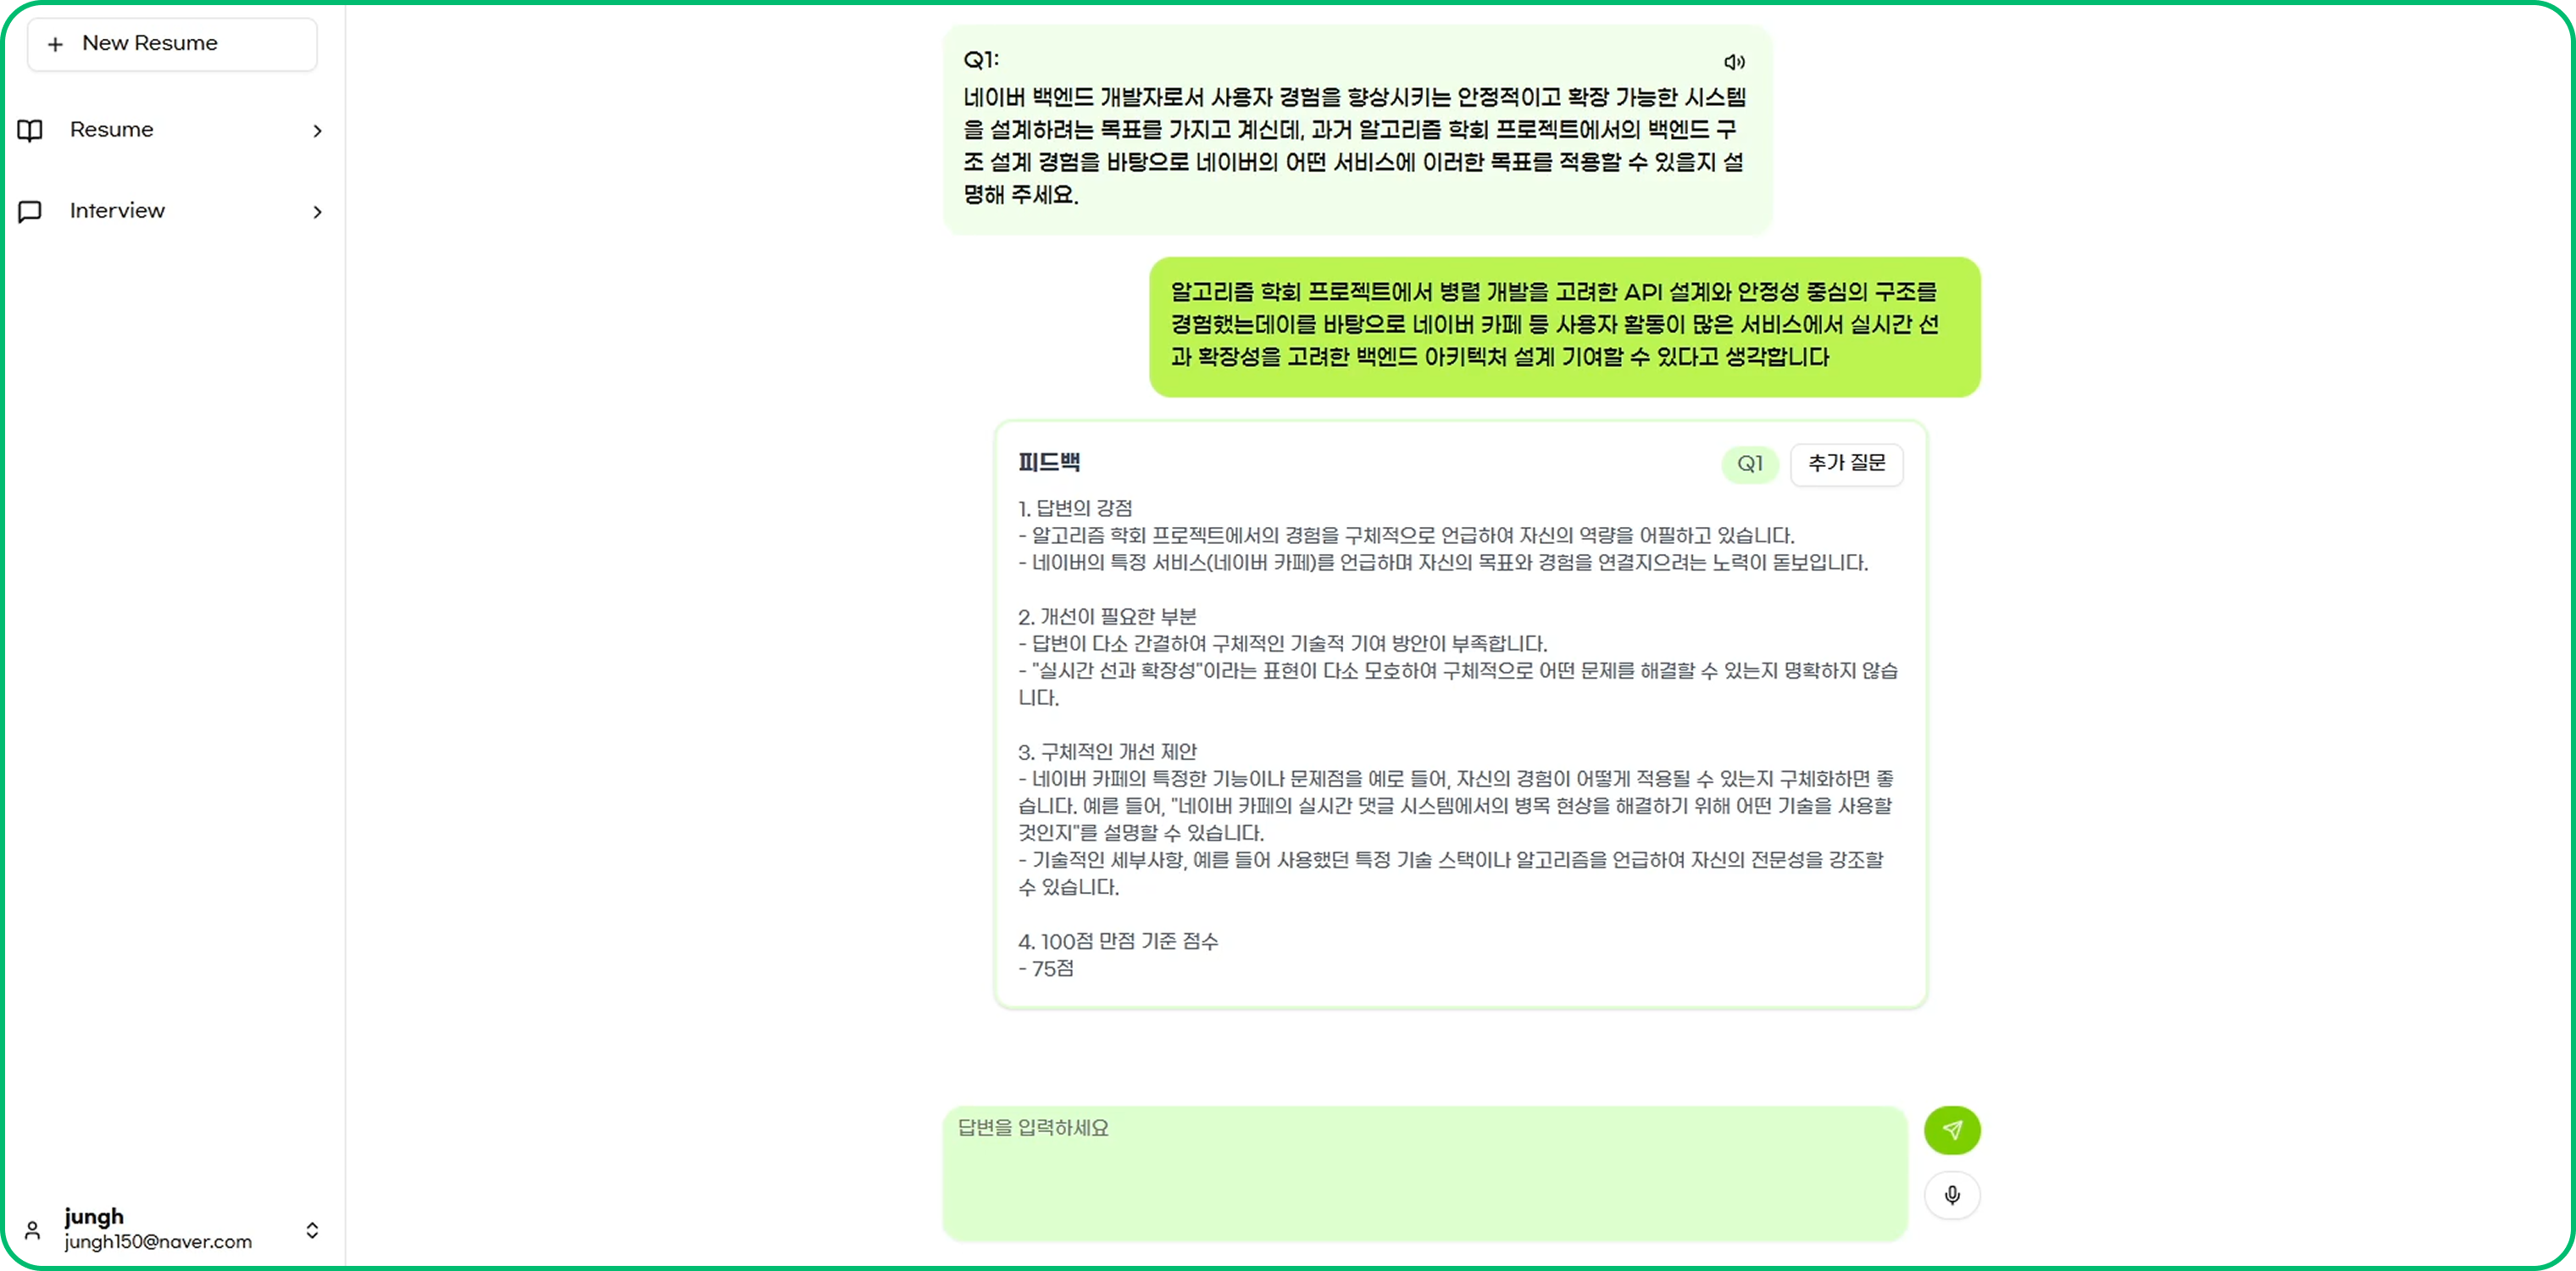 New Resume
Resume
Interview
Q1:
네이버 백엔드 개발자로서 사용자 경험을 향상시키는 안정적이고 확장 가능한 시스템
을 설계하려는 목표를 가지고 계신데, 과거 알고리즘 학회 프로젝트에서의 백엔드 구
조 설계 경험을 바탕으로 네이버의 어떤 서비스에 이러한 목표를 적용할 수 있을지 설
명해 주세요.
알고리즘 학회 프로젝트에서 병렬 개발을 고려한 API 설계와 안정성 중심의 구조를
경험했는데이를 바탕으로 네이버 카페 등 사용자 활동이 많은 서비스에서 실시간 선
과 확장성을 고려한 백엔드 아키텍처 설계 기여할 수 있다고 생각합니다
피드백
Q1
추가 질문
1. 답변의 강점
- 알고리즘 학회 프로젝트에서의 경험을 구체적으로 언급하여 자신의 역량을 어필하고 있습니다.
- 네이버의 특정 서비스(네이버 카페)를 언급하며 자신의 목표와 경험을 연결지으려는 노력이 돋보입니다.
2. 개선이 필요한 부분
- 답변이 다소 간결하여 구체적인 기술적 기여 방안이 부족합니다.
- "실시간 선과 확장성"이라는 표현이 다소 모호하여 구체적으로 어떤 문제를 해결할 수 있는지 명확하지 않습
니다.
3. 구체적인 개선 제안
- 네이버 카페의 특정한 기능이나 문제점을 예로 들어, 자신의 경험이 어떻게 적용될 수 있는지 구체화하면 좋
습니다. 예를 들어, "네이버 카페의 실시간 댓글 시스템에서의 병목 현상을 해결하기 위해 어떤 기술을 사용할
것인지"를 설명할 수 있습니다.
- 기술적인 세부사항, 예를 들어 사용했던 특정 기술 스택이나 알고리즘을 언급하여 자신의 전문성을 강조할
수 있습니다.
4. 100점 만점 기준 점수
- 75점
답변을 입력하세요
jungh
jungh150@naver.com